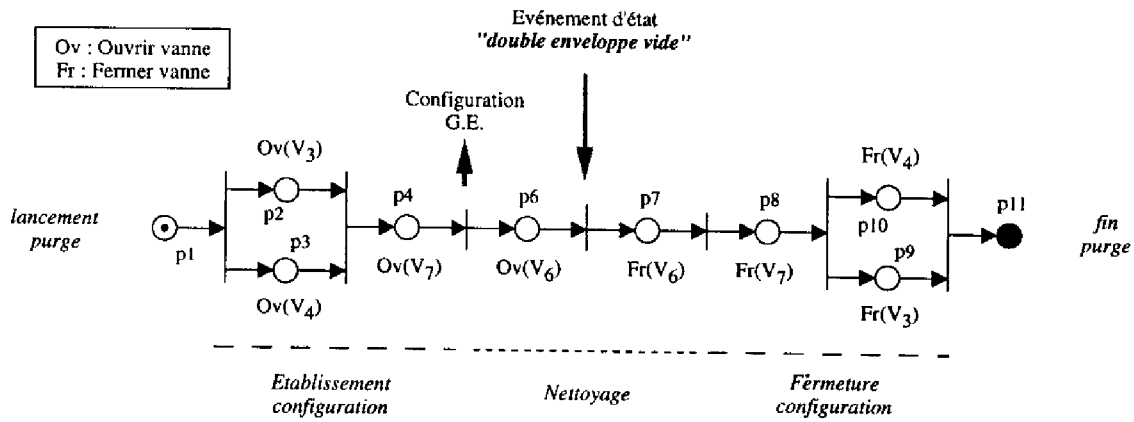 Ov : Ouvrir vanne
Fr : Fermer vanne
Evénement d'état
"double enveloppe vide"
Configuration
G.E.
Ov(V3)
Fr(V4)
p4
p6
p7
p8
p11
lancement
purge
p1
p2
p3
p10
p9
fin
purge
Ov(V7)
Ov(V6)
Fr(V6)
Fr(V7)
Ov(V4)
Fr(V3)
Etablissement
configuration
Nettoyage
Fermeture
configuration